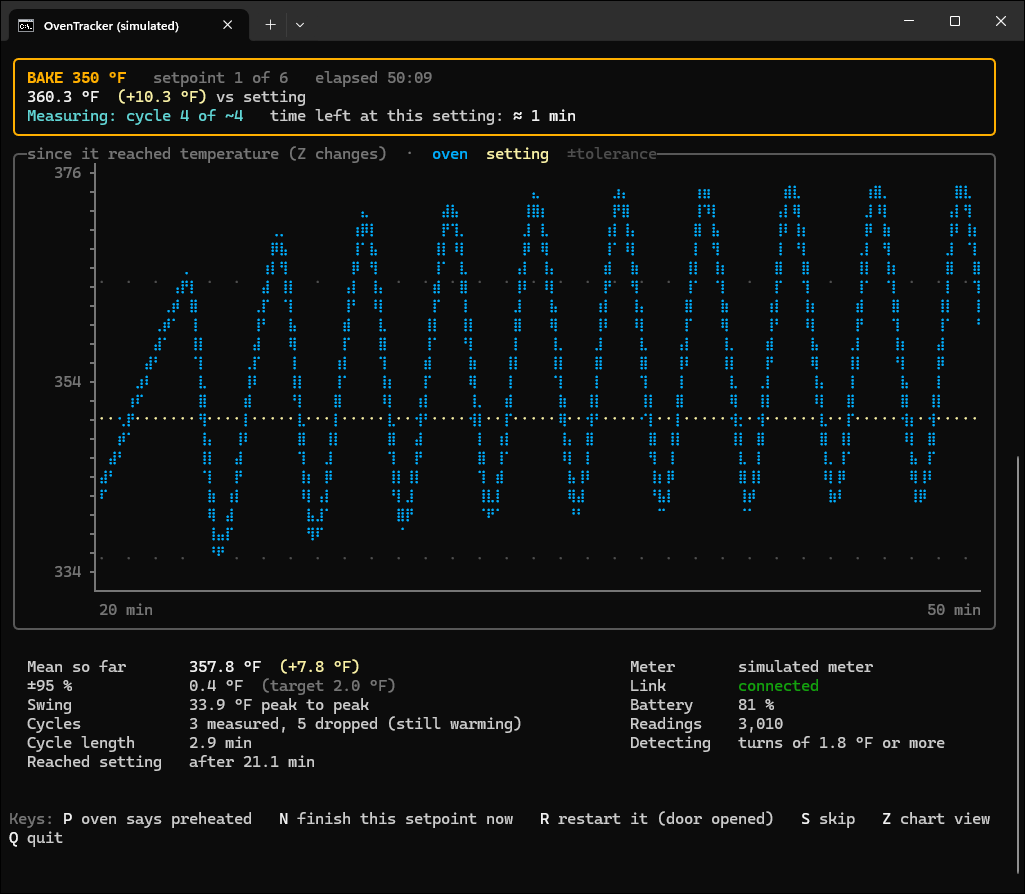 OvenTracker (simulated)
BAKE 350 °F setpoint 1 of 6 elapsed 50:09
360.3 °F (+10.3 °F) vs setting
Measuring: cycle 4 of ~4 time left at this setting: ≈ 1 min
since it reached temperature (Z changes) · oven setting ±tolerance
376
354
334
20 min 50 min
Mean so far 357.8 °F (+7.8 °F) Meter simulated meter
±95 % 0.4 °F (target 2.0 °F) Link connected
Swing 33.9 °F peak to peak Battery 81 %
Cycles 3 measured, 5 dropped (still warming) Readings 3,010
Cycle length 2.9 min Detecting turns of 1.8 °F or more
Reached setting after 21.1 min
Keys: P oven says preheated N finish this setpoint now R restart it (door opened) S skip Z chart view
Q quit